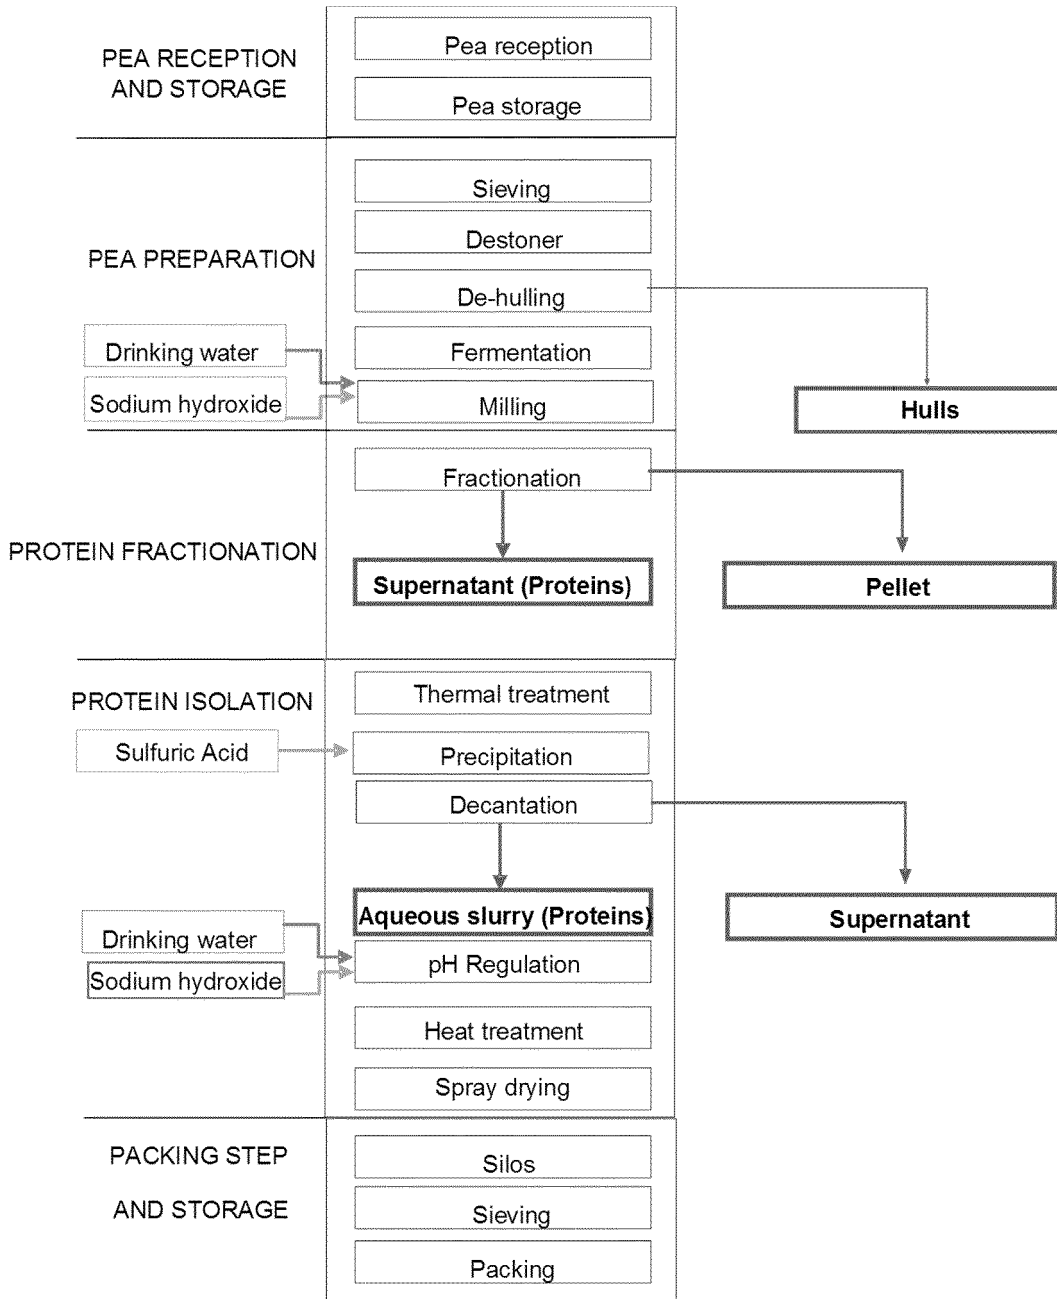 PEA RECEPTION
AND STORAGE
Pea reception
Pea storage
PEA PREPARATION
Sieving
Destoner
De-hulling
Fermentation
Milling
Drinking water
Sodium hydroxide
Hulls
PROTEIN FRACTIONATION
Fractionation
Supernatant (Proteins)
Pellet
PROTEIN ISOLATION
Thermal treatment
Sulfuric Acid
Precipitation
Decantation
Aqueous slurry (Proteins)
Supernatant
Drinking water
Sodium hydroxide
pH Regulation
Heat treatment
Spray drying
PACKING STEP
AND STORAGE
Silos
Sieving
Packing